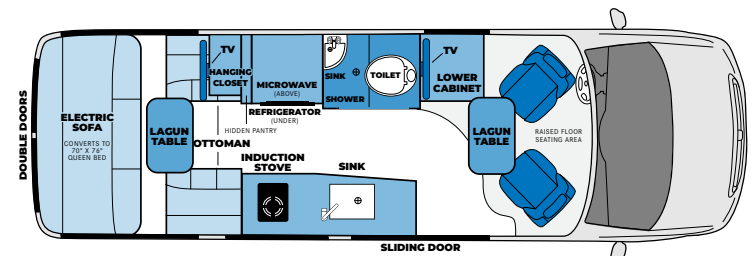 DOUBLE DOORS
ELECTRIC
SOFA
CONVERTS TO
70" X 76"
QUEEN BED
LAGUN
TABLE
TV
HANGING
CLOSET
MICROWAVE
(ABOVE)
REFRIGERATOR
(UNDER)
HIDDEN PANTRY
OTTOMAN
SINK
TOILET
SHOWER
TV
LOWER
CABINET
LAGUN
TABLE
RAISED FLOOR
SEATING AREA
INDUCTION
STOVE
SINK
SLIDING DOOR